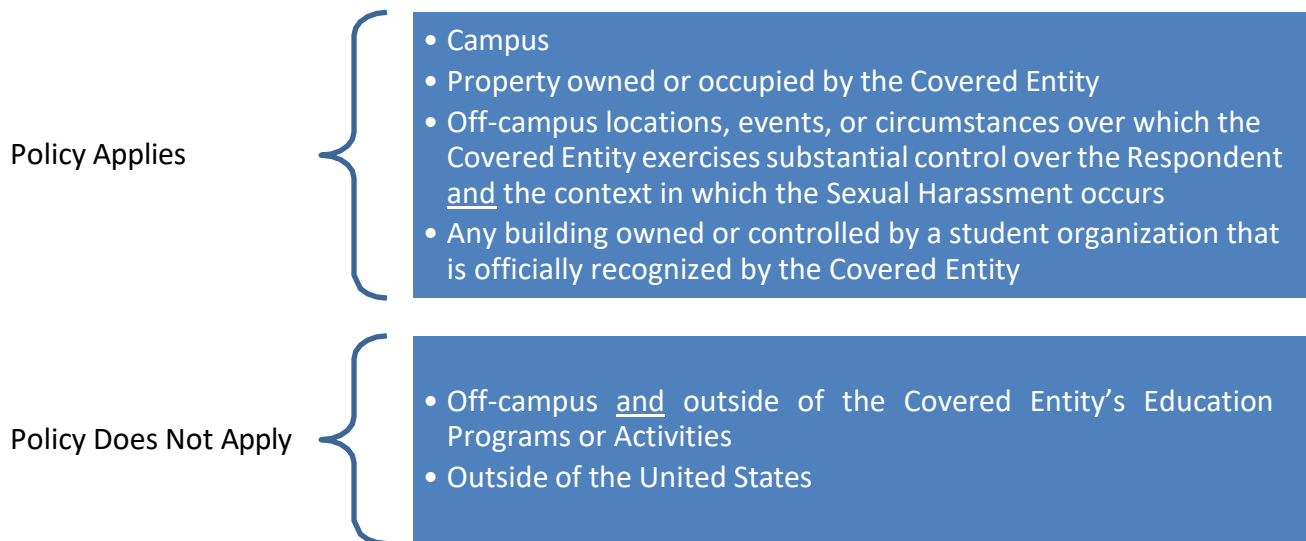 Policy Applies
• Campus
• Property owned or occupied by the Covered Entity
• Off-campus locations, events, or circumstances over which the
Covered Entity exercises substantial control over the Respondent
and the context in which the Sexual Harassment occurs
• Any building owned or controlled by a student organization that
is officially recognized by the Covered Entity
Policy Does Not Apply
• Off-campus and outside of the Covered Entity’s Education
Programs or Activities
• Outside of the United States